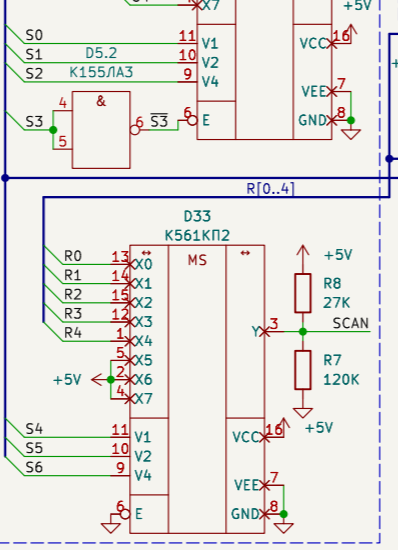 X7
+5V
S0
11
V1
16
VCC
S1
D5.2
10
V2
S2
К155ЛАЗ
9
V4
VEE
7
4
&
S3
6
S3
6
E
GND
8
5
R[0..4]
D33
К561КП2
↔
MS
↔
R0
13
X0
+5V
R1
14
X1
R8
R2
15
X2
27K
R3
12
X3
Y
3
SCAN
R4
1
X4
5
X5
R7
+5V
2
X6
120K
4
X7
S4
11
V1
VCC
16
+5V
S5
10
V2
S6
9
V4
VEE
7
6
E
GND
8